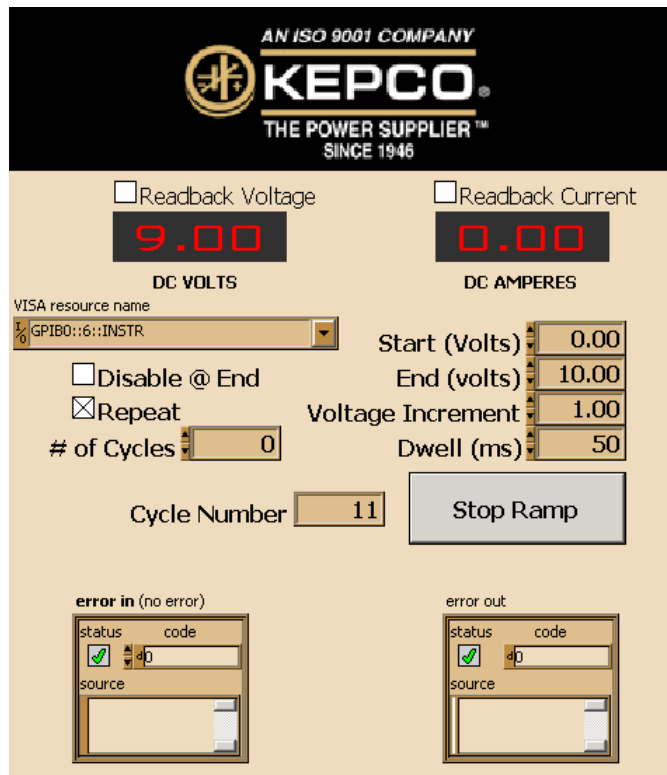 AN ISO 9001 COMPANY
KEPCO®
THE POWER SUPPLIER™
SINCE 1946
Readback Voltage
Readback Current
9.00
0.00
DC VOLTS
DC AMPERES
VISA resource name
I/O GPIB0::6::INSTR
Start (Volts) 0.00
Disable @ End
End (volts) 10.00
Repeat
Voltage Increment 1.00
# of Cycles 0
Dwell (ms) 50
Cycle Number 11
Stop Ramp
error in (no error)
error out
status code
status code
d0
d0
source
source